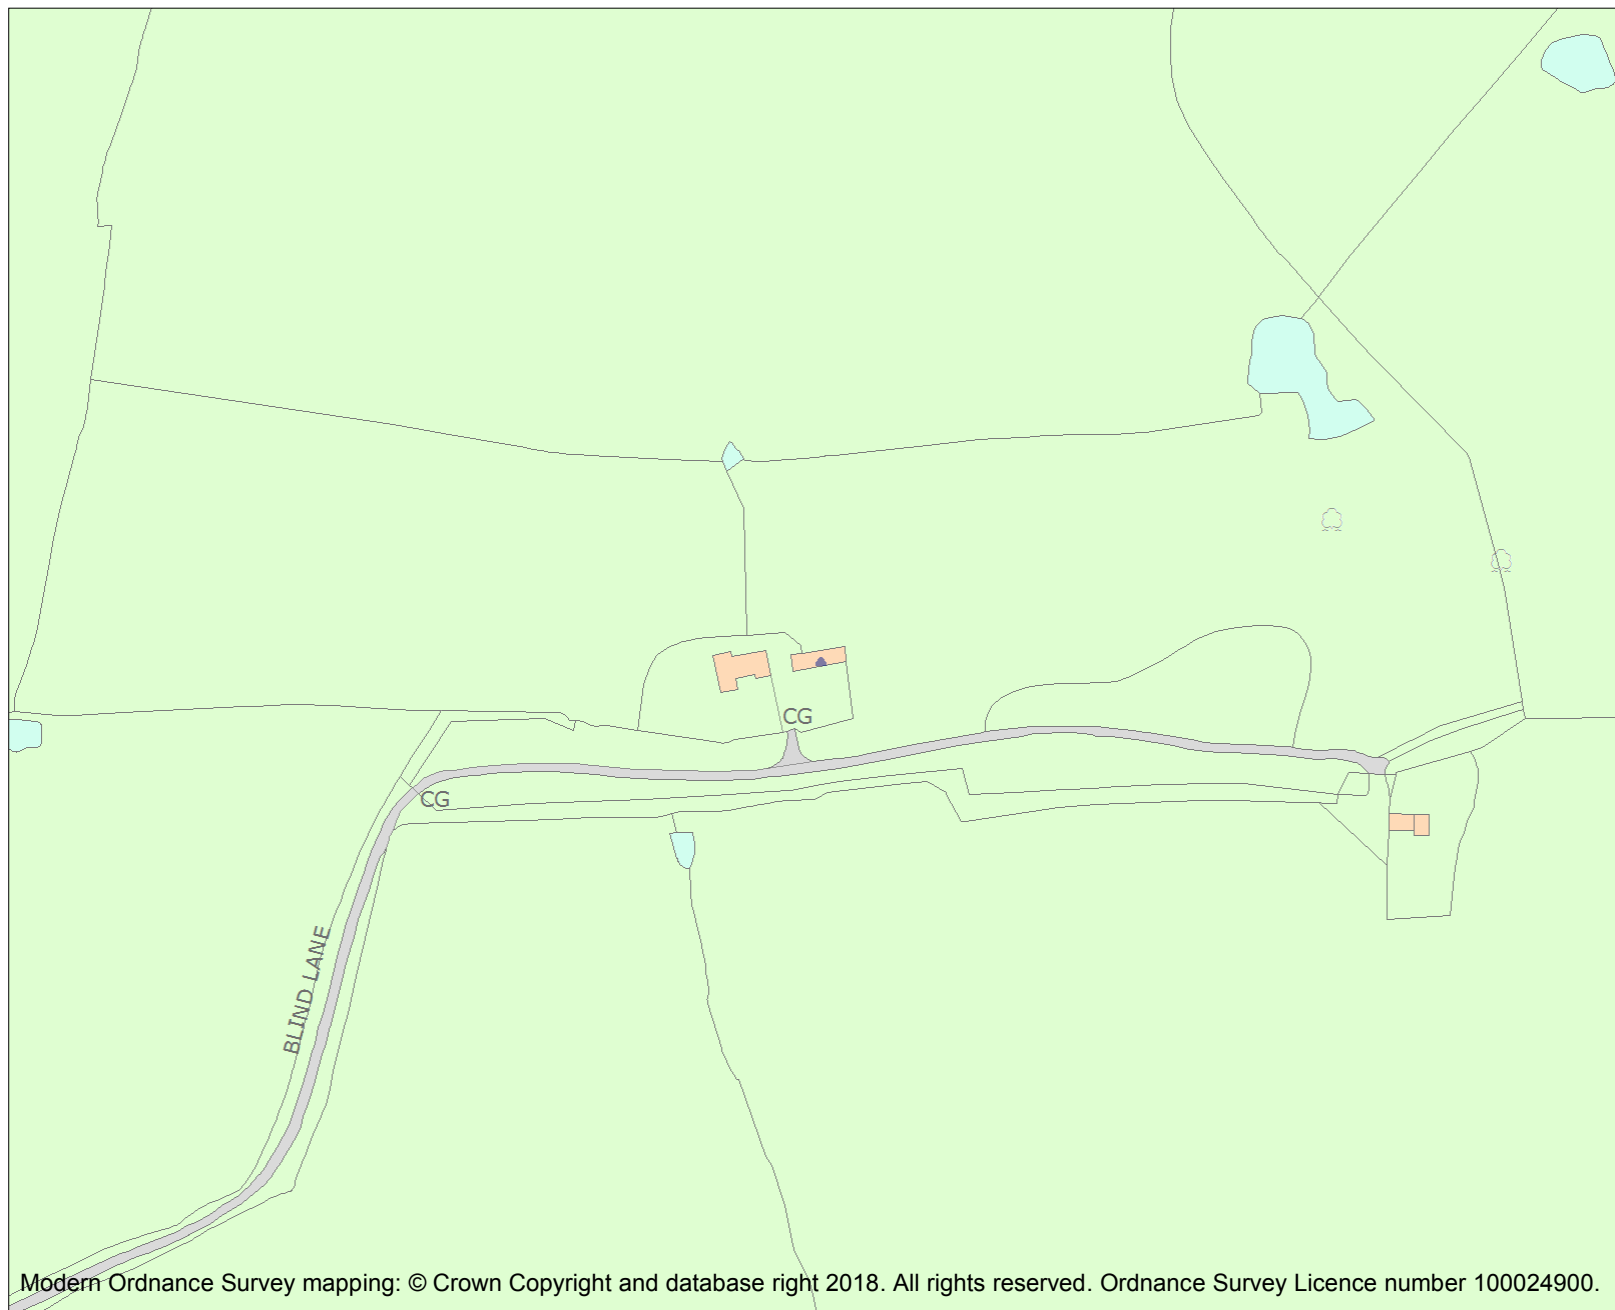 CG
CG
BLIND LANE
Modern Ordnance Survey mapping: © Crown Copyright and database right 2018. All rights reserved. Ordnance Survey Licence number 100024900.